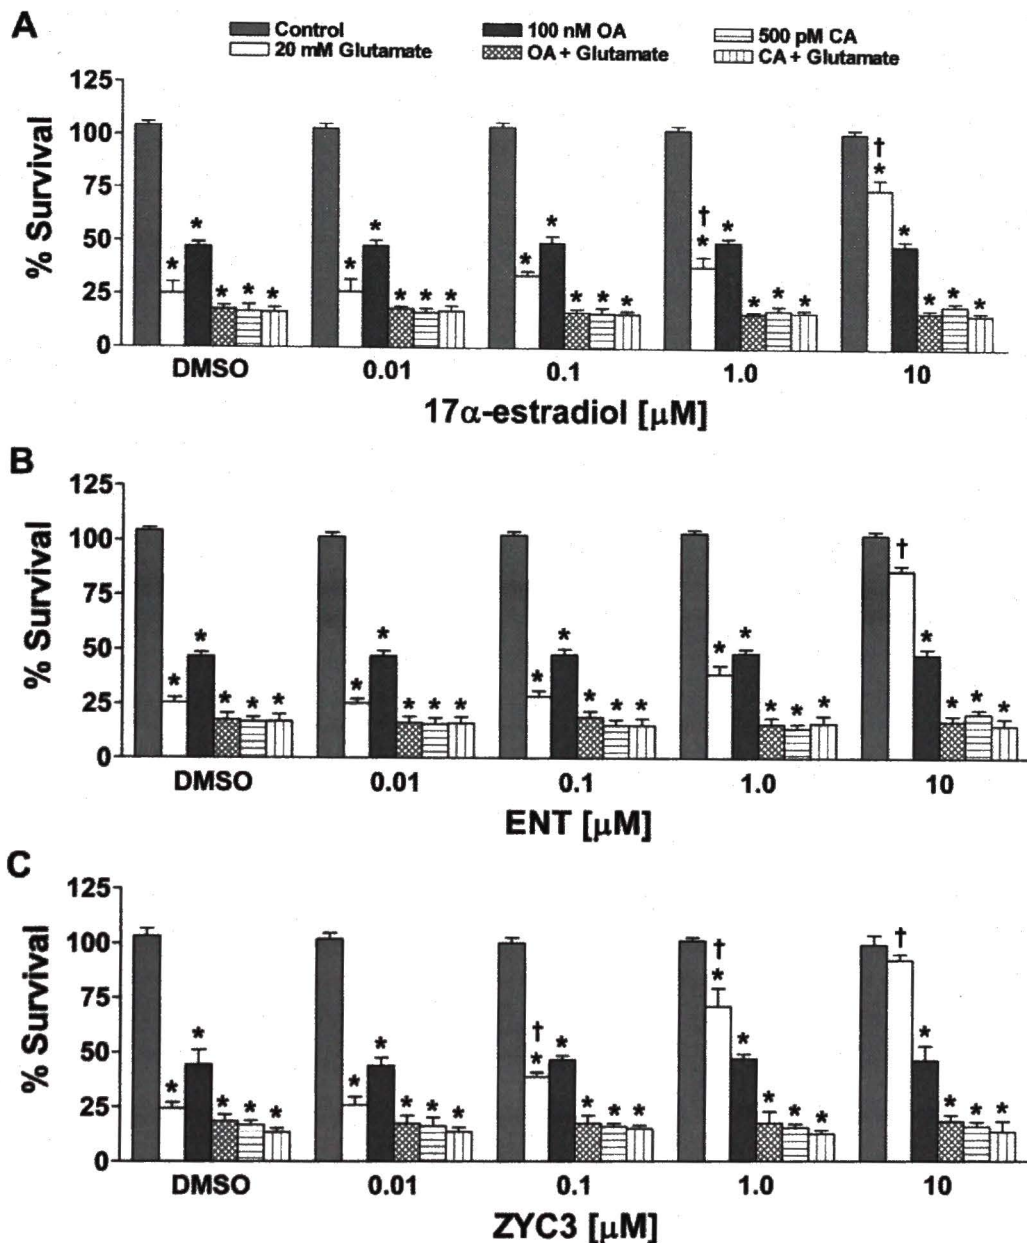 A
Control
100 nM OA
500 pM CA
20 mM Glutamate
OA + Glutamate
CA + Glutamate
% Survival
125
100
75
50
25
0
* * * * *
* * * * *
* * * * *
† * * * * *
† * * * * *
DMSO 0.01 0.1 1.0 10
17α-estradiol [μM]
B
% Survival
125
100
75
50
25
0
* * * * *
* * * * *
* * * * *
* * * * *
† * * * *
DMSO 0.01 0.1 1.0 10
ENT [μM]
C
% Survival
125
100
75
50
25
0
* * * * *
* * * * *
† * * * * *
† * * * * *
† * * * *
DMSO 0.01 0.1 1.0 10
ZYC3 [μM]